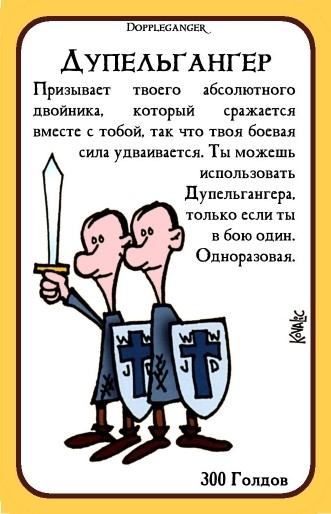 DOPPLEGANGER
ДУПЕЛЬГАНГЕР
Призывает твоего абсолютного
двойника, который сражается
вместе с тобой, так что твоя боевая
сила удваивается. Ты можешь
использовать
Дупельгангера,
только если ты
в бою один.
Одноразовая.
KOVALIC
W W
J D
W W
J D
300 Голдов